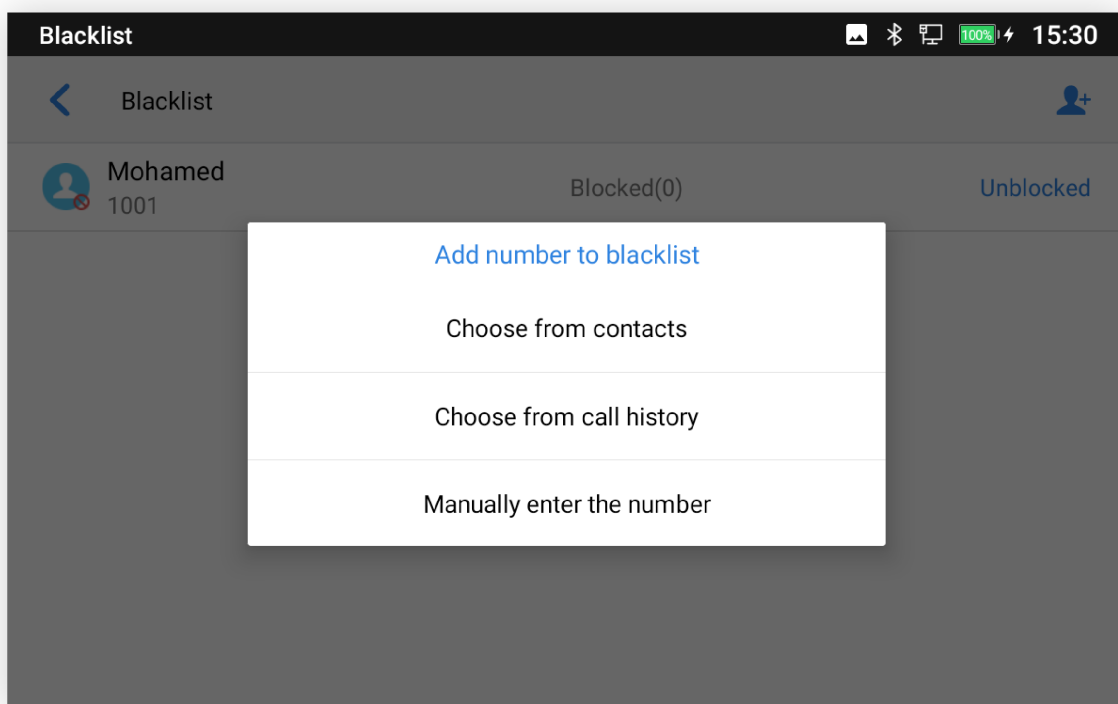 Blacklist
100%
15:30
Blacklist
Mohamed
1001
Blocked(0)
Unblocked
Add number to blacklist
Choose from contacts
Choose from call history
Manually enter the number